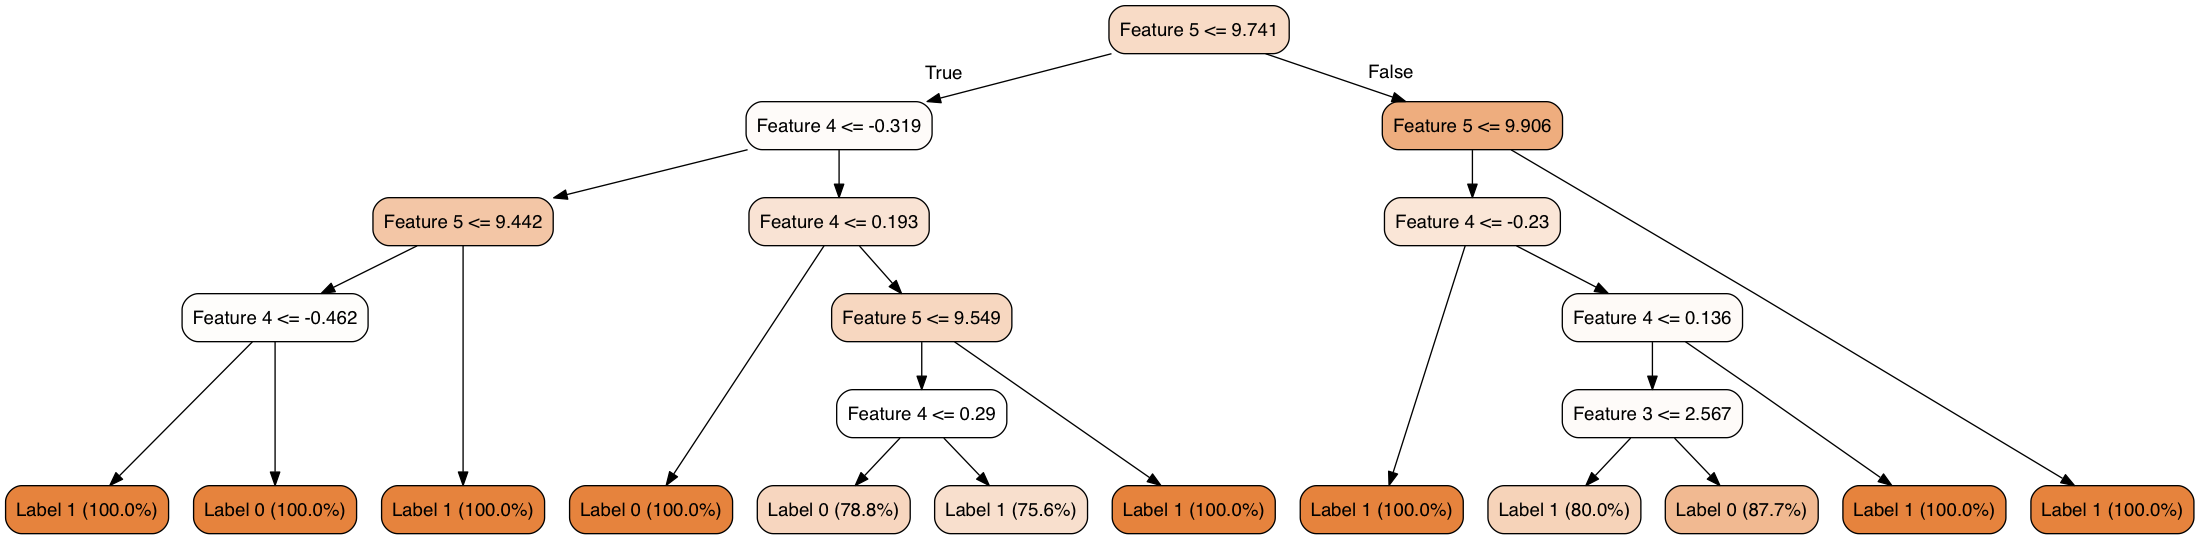 Feature 5 <= 9.741
True
False
Feature 4 <= -0.319
Feature 5 <= 9.906
Feature 5 <= 9.442
Feature 4 <= 0.193
Feature 4 <= -0.23
Feature 4 <= -0.462
Feature 5 <= 9.549
Feature 4 <= 0.136
Feature 4 <= 0.29
Feature 3 <= 2.567
Label 1 (100.0%)
Label 0 (100.0%)
Label 1 (100.0%)
Label 0 (100.0%)
Label 0 (78.8%)
Label 1 (75.6%)
Label 1 (100.0%)
Label 1 (100.0%)
Label 1 (80.0%)
Label 0 (87.7%)
Label 1 (100.0%)
Label 1 (100.0%)